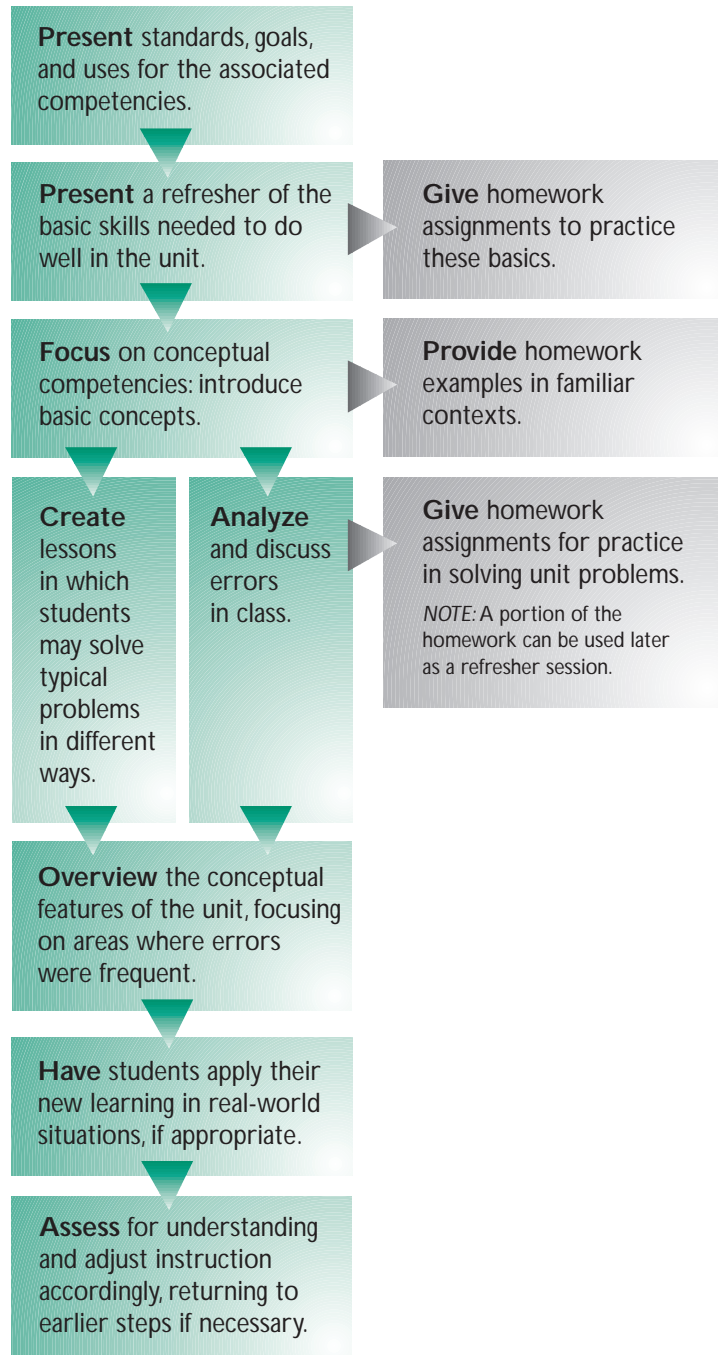 Present standards, goals,
and uses for the associated
competencies.
Present a refresher of the
basic skills needed to do
well in the unit.
Give homework
assignments to practice
these basics.
Focus on conceptual
competencies: introduce
basic concepts.
Provide homework
examples in familiar
contexts.
Create
lessons
in which
students
may solve
typical
problems
in different
ways.
Analyze
and discuss
errors
in class.
Give homework
assignments for practice
in solving unit problems.
NOTE: A portion of the
homework can be used later
as a refresher session.
Overview the conceptual
features of the unit, focusing
on areas where errors
were frequent.
Have students apply their
new learning in real-world
situations, if appropriate.
Assess for understanding
and adjust instruction
accordingly, returning to
earlier steps if necessary.